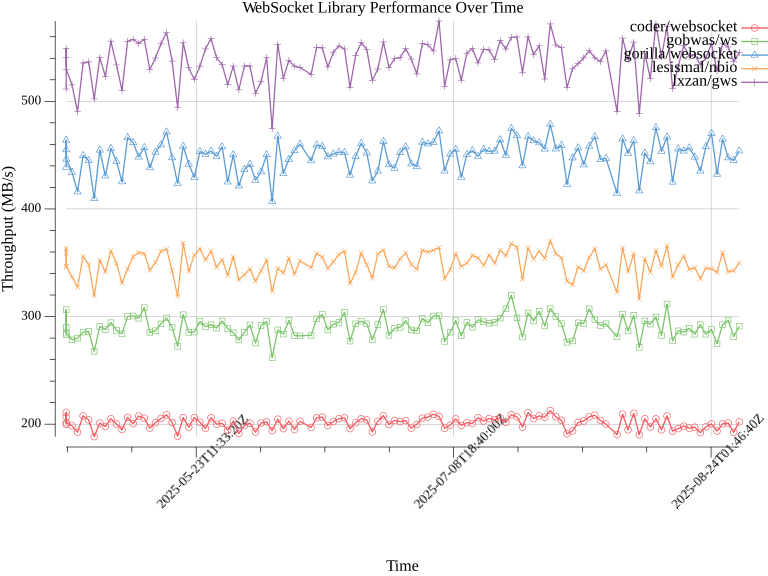 WebSocket Library Performance Over Time
coder/websocket
gobwas/ws
gorilla/websocket
lesismal/nbio
lxzan/gws
Throughput (MB/s)
500
400
300
200
2025-05-23T11:33:20Z
2025-07-08T18:40:00Z
2025-08-24T01:46:40Z
Time